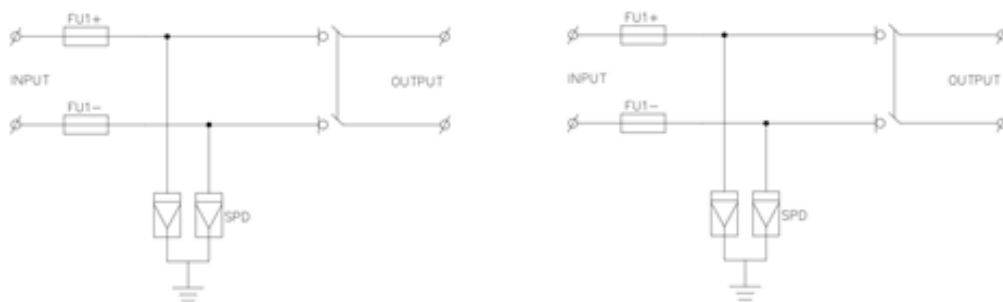 FU1+
INPUT
OUTPUT
FU1-
SPD
FU1+
INPUT
OUTPUT
FU1-
SPD